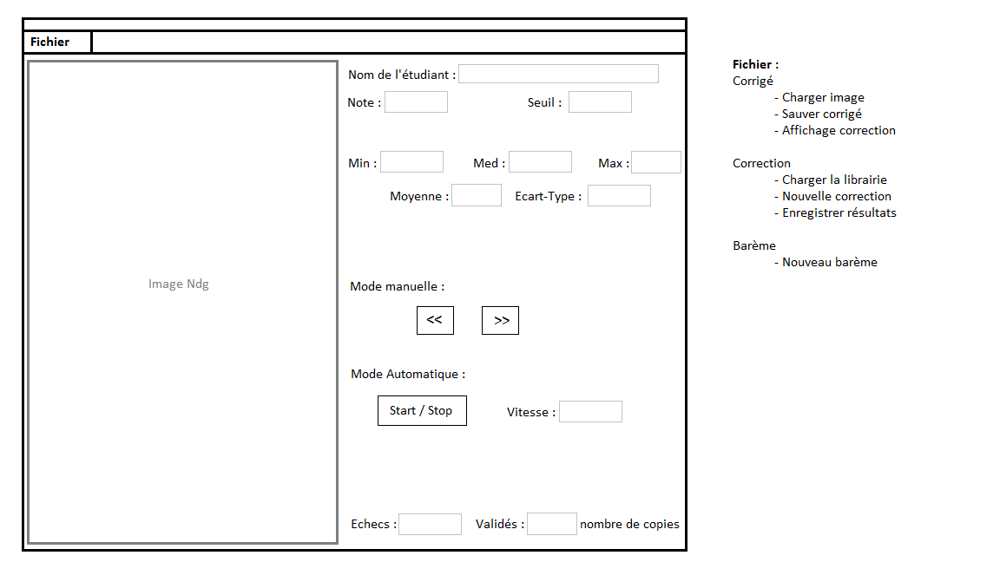 Fichier
Nom de l'étudiant :
Note : Seuil :
Min : Med : Max :
Moyenne : Ecart-Type :
Image Ndg
Mode manuelle :
<< >>
Mode Automatique :
Start / Stop Vitesse :
Echecs : Validés : nombre de copies
Fichier :
Corrigé
- Charger image
- Sauver corrigé
- Affichage correction
Correction
- Charger la librairie
- Nouvelle correction
- Enregistrer résultats
Barème
- Nouveau barème